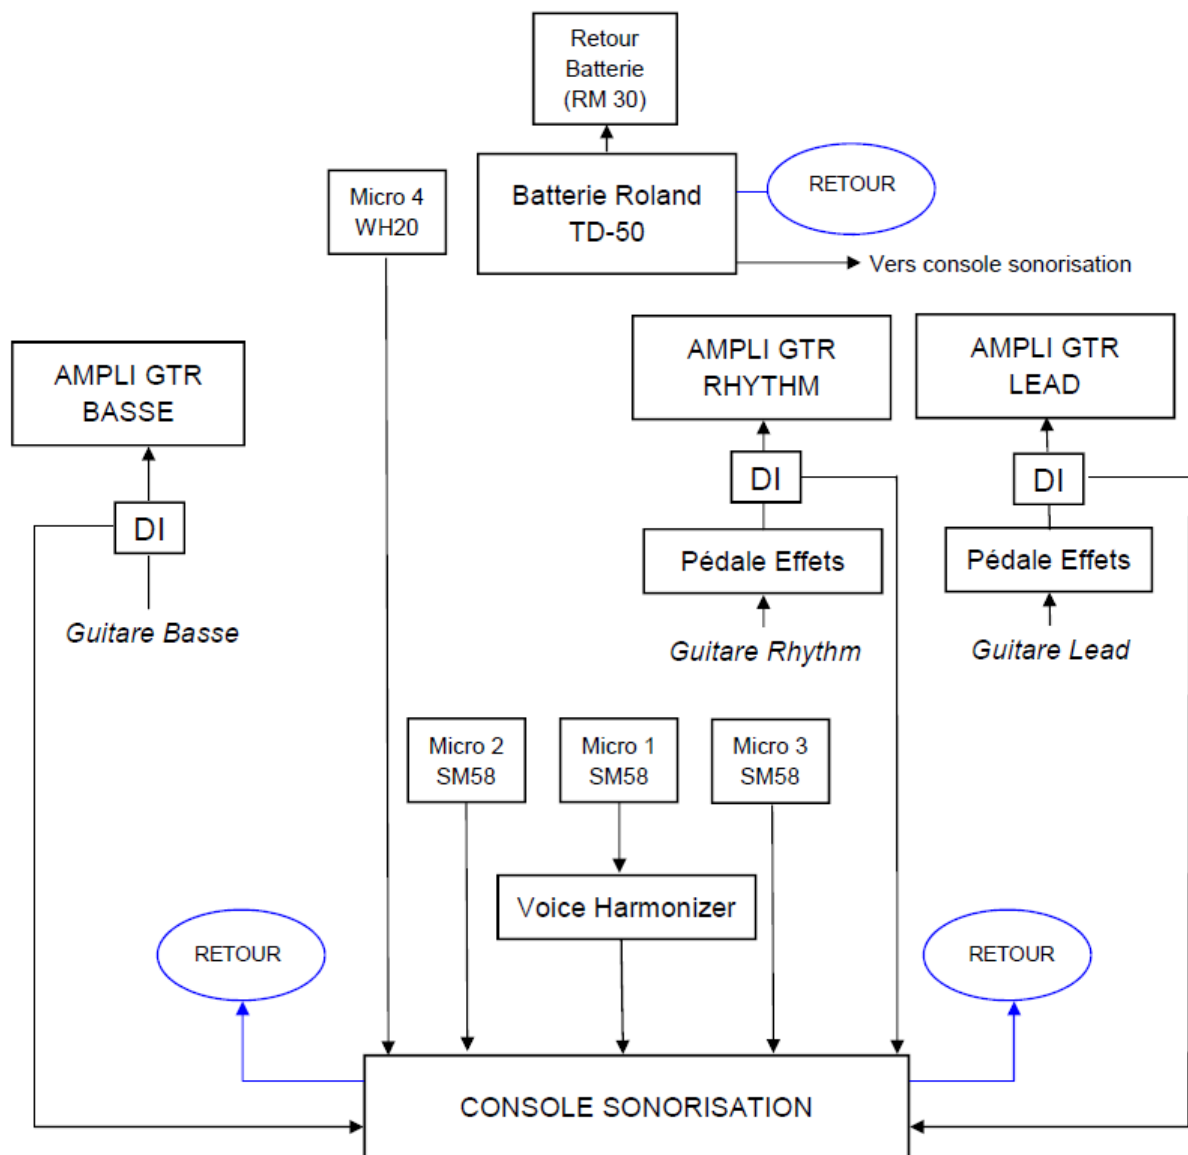 Retour
Batterie
(RM 30)
Micro 4
WH20
Batterie Roland
TD-50
RETOUR
Vers console sonorisation
AMPLI GTR
BASSE
AMPLI GTR
RHYTHM
AMPLI GTR
LEAD
DI
DI
DI
Pédale Effets
Pédale Effets
Guitare Basse
Guitare Rhythm
Guitare Lead
Micro 2
SM58
Micro 1
SM58
Micro 3
SM58
Voice Harmonizer
RETOUR
RETOUR
CONSOLE SONORISATION